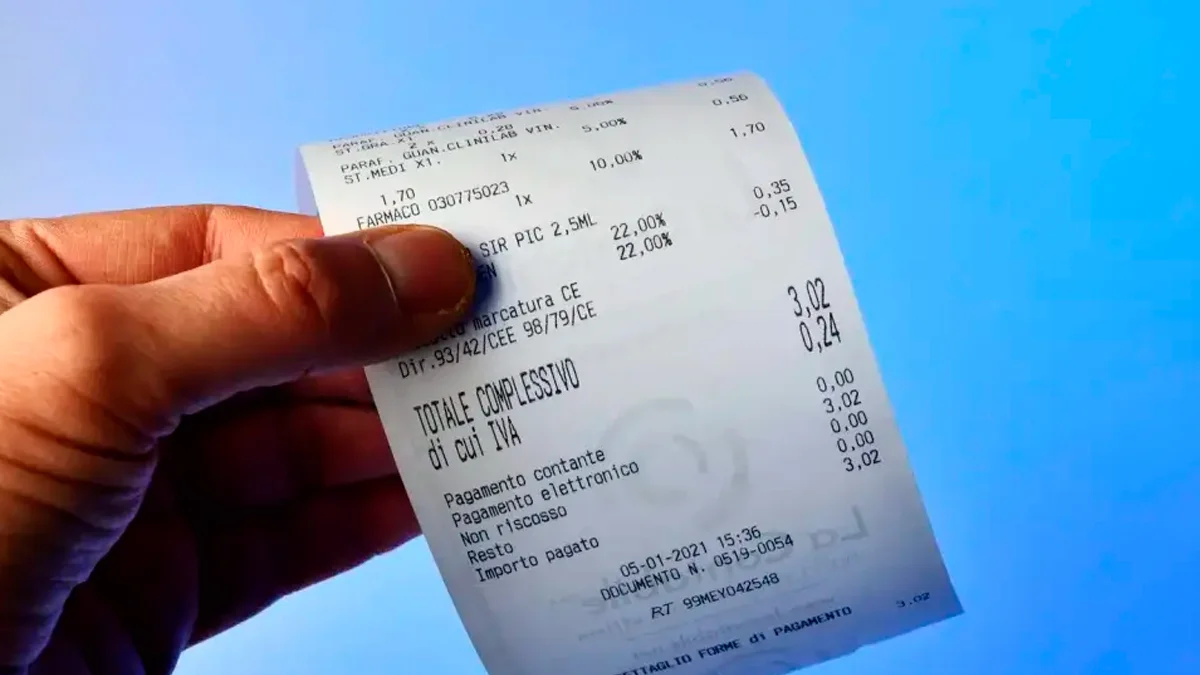 0,56
PARAF. GUAN.CLINILAB VIN. 5,00%
ST.GRA X1
2 x 0,28 0,56
PARAF. GUAN.CLINILAB VIN. 5,00%
ST.MEDI X1.
1x 1,70
1,70 10,00%
FARMACO 030775023
1x
SIR PIC 2,5ML 22,00% 0,35
22,00% -0,15
marcatura CE
Dir.93/42/CEE 98/79/CE
TOTALE COMPLESSIVO 3,02
di cui IVA 0,24
Pagamento contante 0,00
Pagamento elettronico 3,02
Non riscosso 0,00
Resto 0,00
Importo pagato 3,02
05-01-2021 15:36
DOCUMENTO N. 0519-0054
RT 99MEY042548
DETTAGLIO FORME di PAGAMENTO
3,02